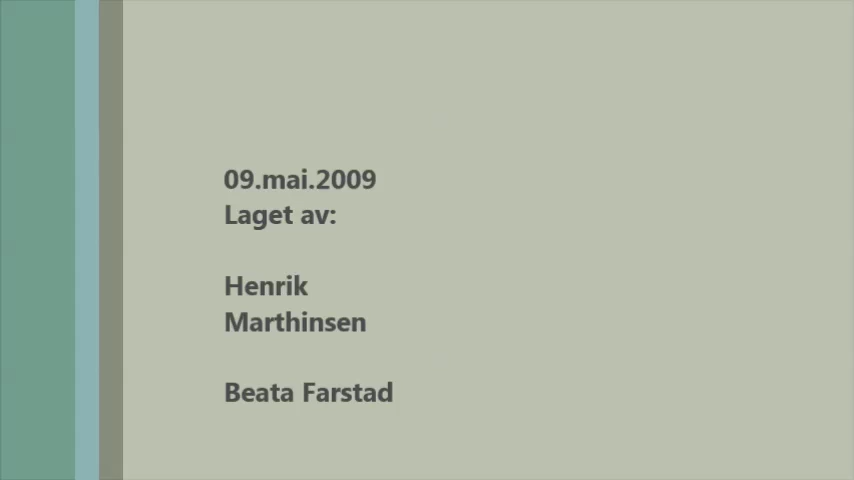 09.mai.2009
Laget av:
Henrik
Marthinsen
Beata Farstad